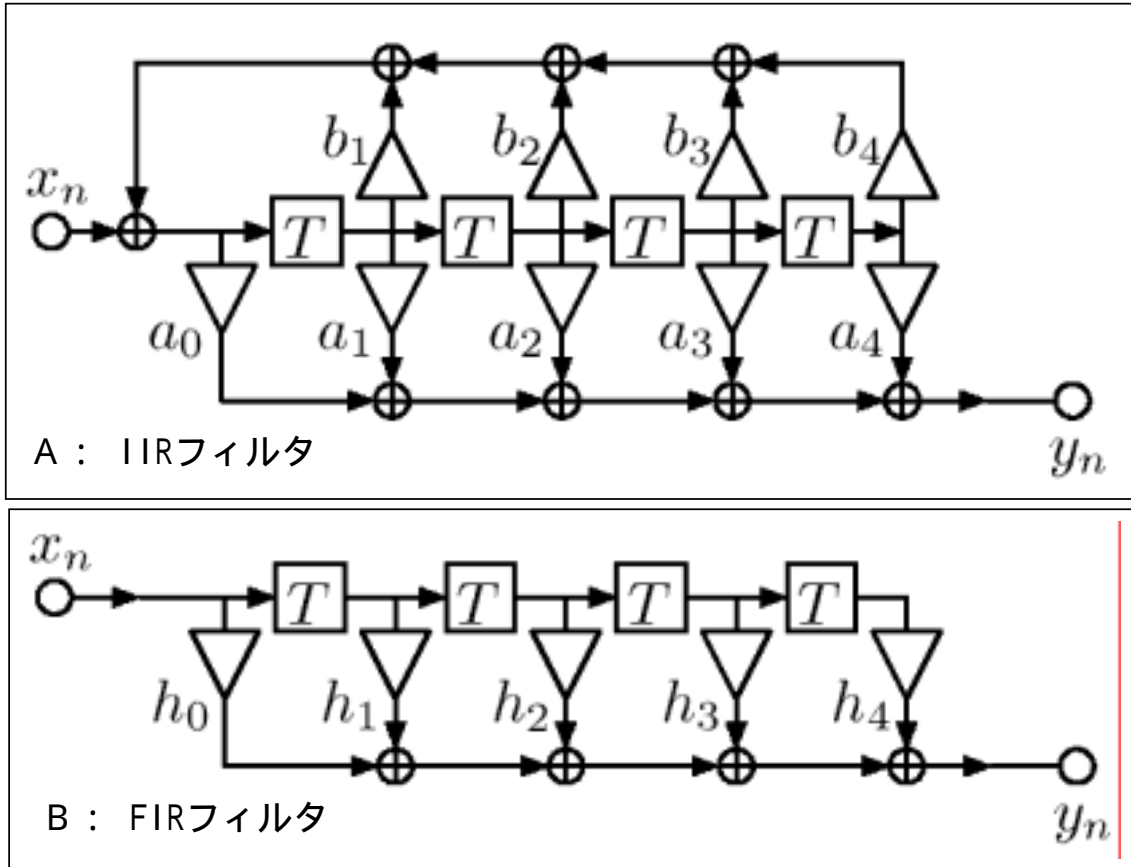 b₁ b₂ b₃ b₄
xₙ
T T T T
a₀ a₁ a₂ a₃ a₄
A： IIRフィルタ
yₙ
xₙ
T T T T
h₀ h₁ h₂ h₃ h₄
B： FIRフィルタ
yₙ